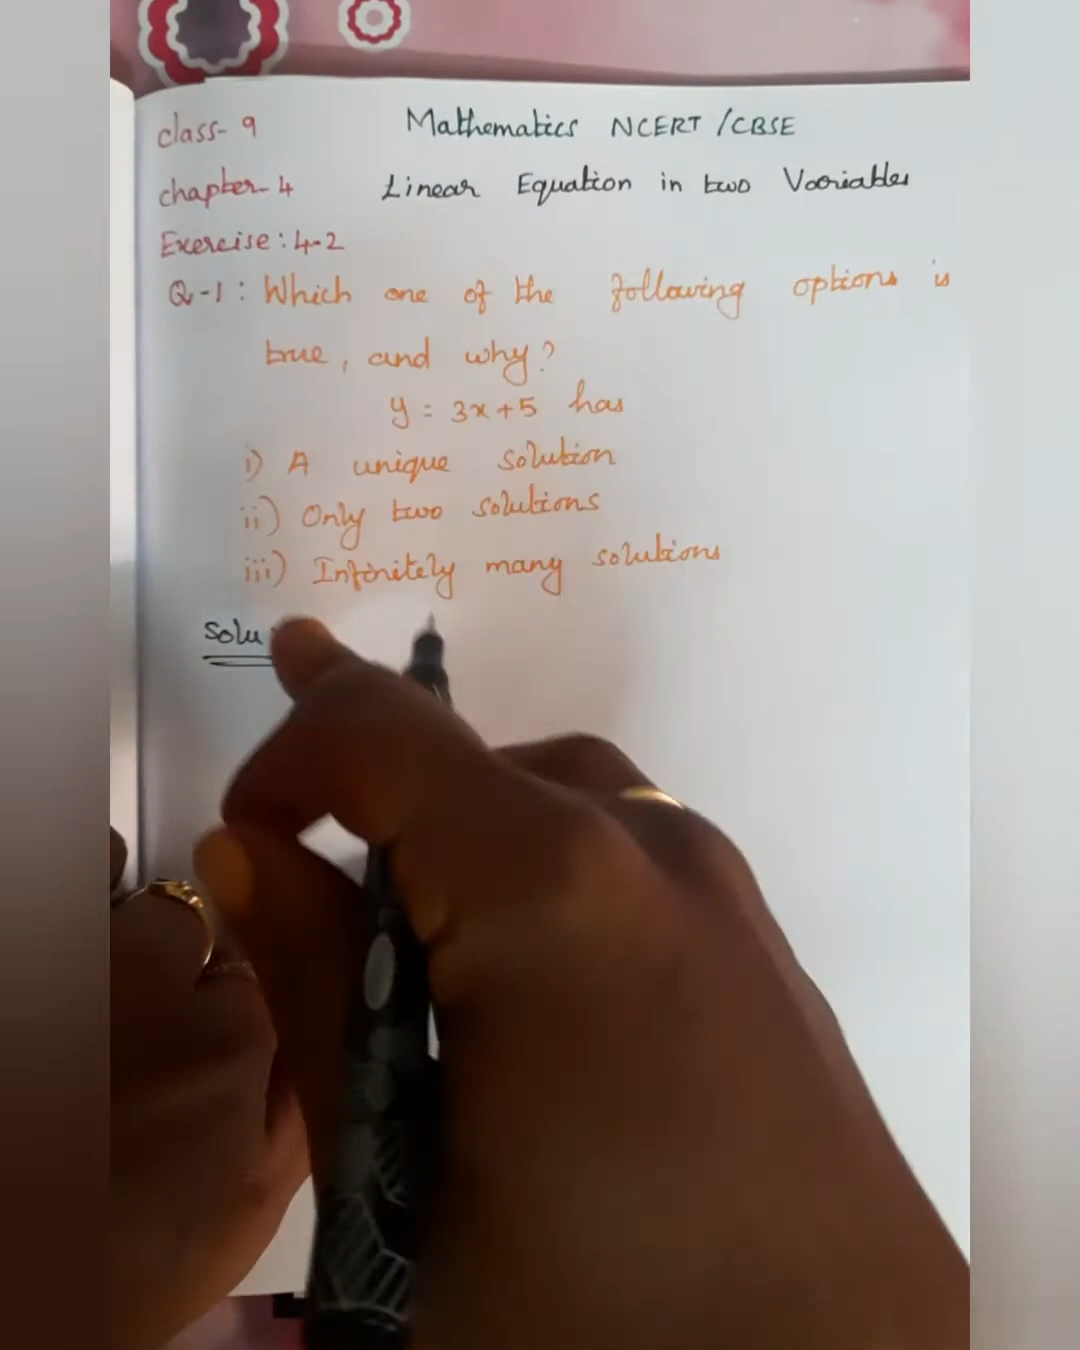 class-9 Mathematics NCERT /CBSE
chapter-4 Linear Equation in two Variables
Exercise: 4.2
Q-1: Which one of the following options is
true, and why?
y = 3x+5 has
i) A unique solution
ii) Only two solutions
iii) Infinitely many solutions
Solu